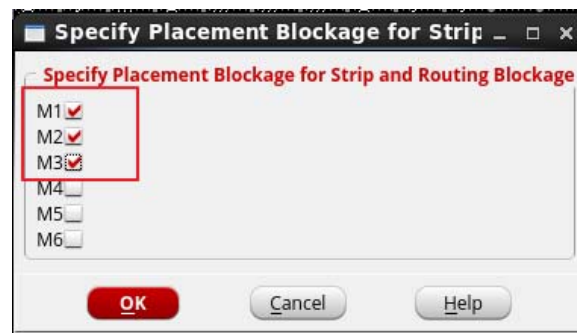 Specify Placement Blockage for Strip
Specify Placement Blockage for Strip and Routing Blockage
M1
M2
M3
M4
M5
M6
OK Cancel Help